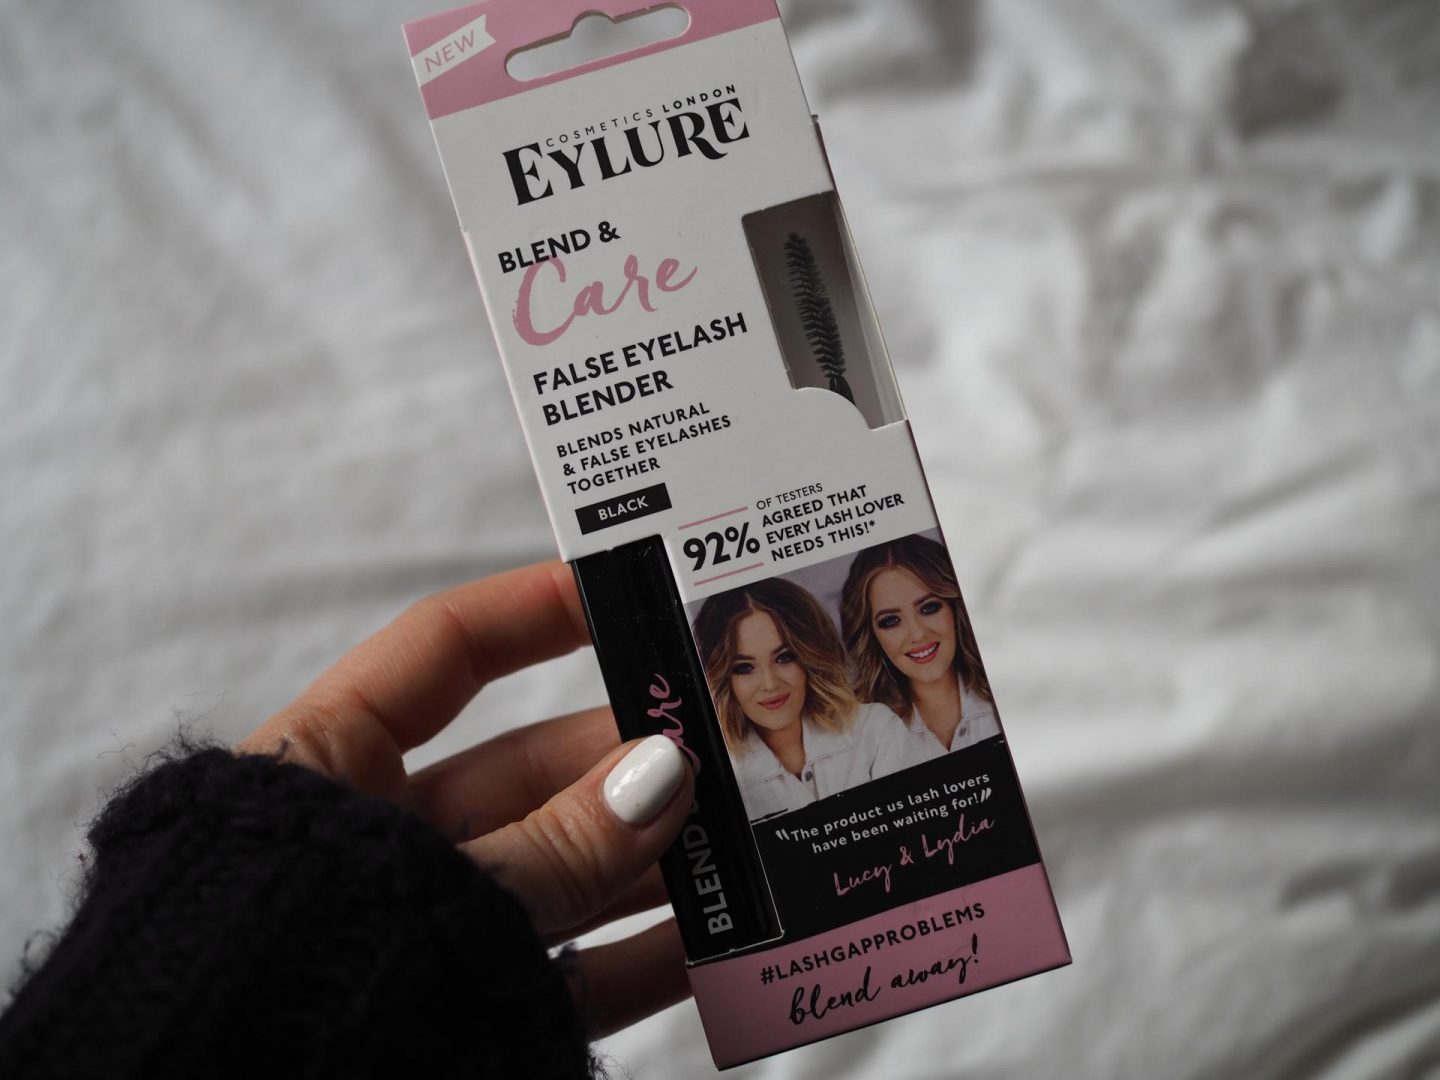 NEW
COSMETICS LONDON
EYLURE
BLEND &
Care
FALSE EYELASH
BLENDER
BLENDS NATURAL
& FALSE EYELASHES
TOGETHER
BLACK
92%
OF TESTERS
AGREED THAT
EVERY LASH LOVER
NEEDS THIS!*
"The product us lash lovers
have been waiting for!"
Lucy & Lydia
#LASHGAPPROBLEMS
blend away!
BLEND